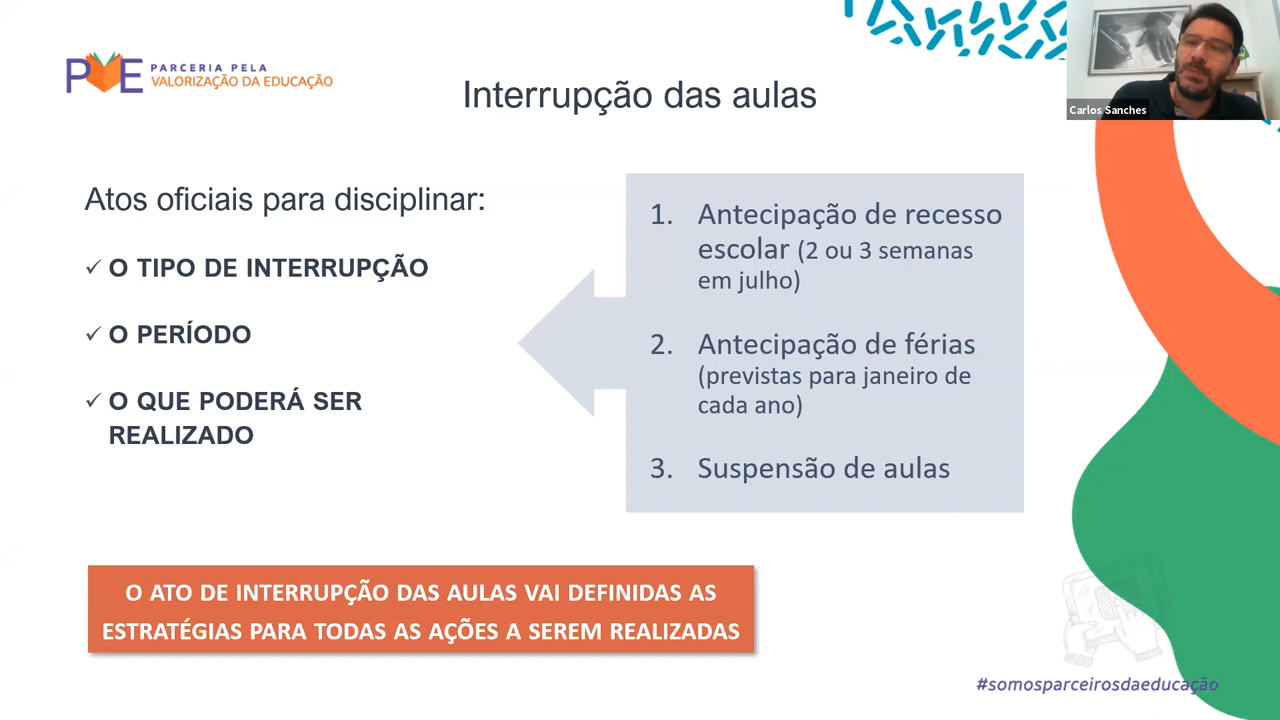 PVE PARCERIA PELA
VALORIZAÇÃO DA EDUCAÇÃO
Interrupção das aulas
Carlos Sanches
Atos oficiais para disciplinar:
✓ O TIPO DE INTERRUPÇÃO
✓ O PERÍODO
✓ O QUE PODERÁ SER
REALIZADO
1. Antecipação de recesso
escolar (2 ou 3 semanas
em julho)
2. Antecipação de férias
(previstas para janeiro de
cada ano)
3. Suspensão de aulas
O ATO DE INTERRUPÇÃO DAS AULAS VAI DEFINIDAS AS
ESTRATÉGIAS PARA TODAS AS AÇÕES A SEREM REALIZADAS
#somosparceirosdaeducação